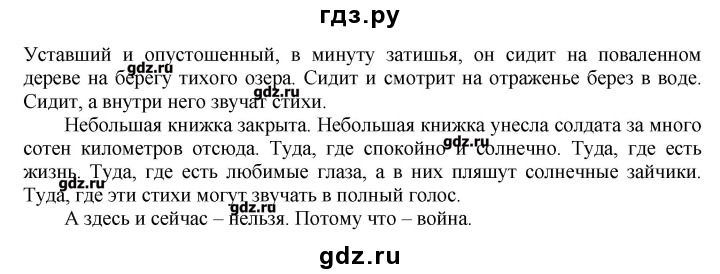 гдз.ру
Уставший и опустошенный, в минуту затишья, он сидит на поваленном
gdz.ru
дереве на берегу тихого озера. Сидит и смотрит на отраженье берез в воде.
gdz.ru
Сидит, а внутри него звучат стихи.
Небольшая книжка закрыта. Небольшая книжка унесла солдата за много
gdz.ru
сотен километров отсюда. Туда, где спокойно и солнечно. Туда, где есть
жизнь. Туда, где есть любимые глаза, а в них пляшут солнечные зайчики.
gdz.ru
Туда, где эти стихи могут звучать в полный голос.
gdz.ru
А здесь и сейчас – нельзя. Потому что – война.
gdz.ru